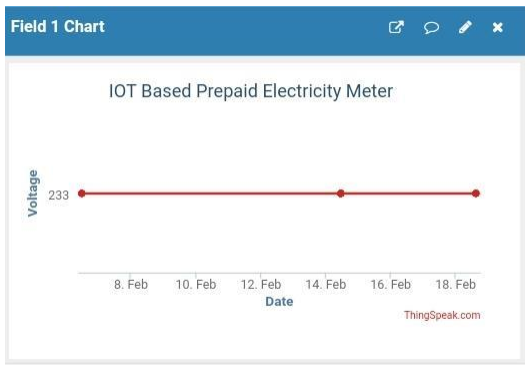 Field 1 Chart
IOT Based Prepaid Electricity Meter
Voltage
233
8. Feb 10. Feb 12. Feb 14. Feb 16. Feb 18. Feb
Date
ThingSpeak.com